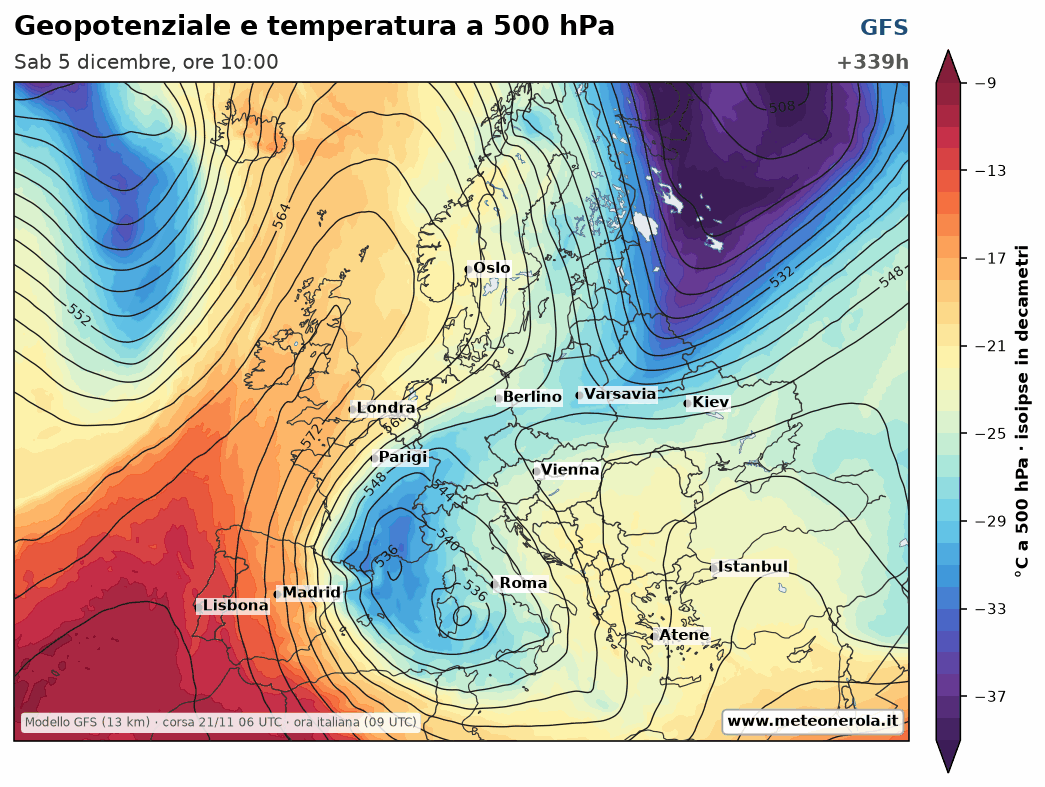 Geopotenziale e temperatura a 500 hPa
GFS
Sab 5 dicembre, ore 10:00
+339h
508
564
532
548
552
Oslo
Berlino
Varsavia
Kiev
Londra
560
572
Parigi
Vienna
548
544
540
536
536
Istanbul
Roma
Madrid
Lisbona
Atene
Modello GFS (13 km) · corsa 21/11 06 UTC · ora italiana (09 UTC)
www.meteonerola.it
−9
−13
−17
−21
−25
−29
−33
−37
°C a 500 hPa · isoipse in decametri